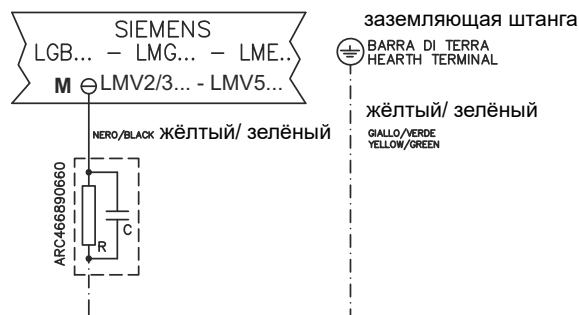 SIEMENS
LGB... – LMG... – LME..
M LMV2/3... - LMV5...
NERO/BLACK жёлтый/ зелёный
ARC466890660
R
C
заземляющая штанга
BARRA DI TERRA
HEARTH TERMINAL
жёлтый/ зелёный
GIALLO/VERDE
YELLOW/GREEN